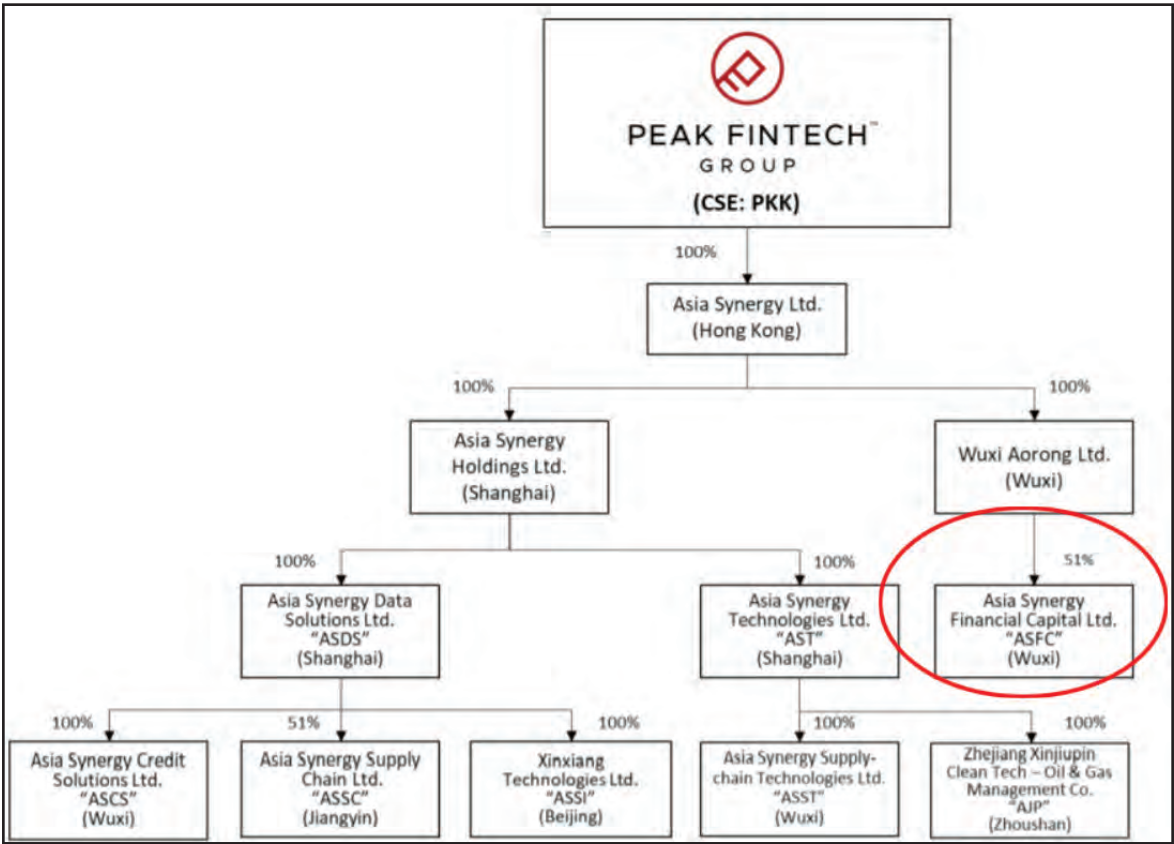 PEAK FINTECH™
GROUP
(CSE: PKK)
100%
Asia Synergy Ltd.
(Hong Kong)
100%
100%
Asia Synergy
Holdings Ltd.
(Shanghai)
Wuxi Aorong Ltd.
(Wuxi)
100%
100%
51%
Asia Synergy Data
Solutions Ltd.
"ASDS"
(Shanghai)
Asia Synergy
Technologies Ltd.
"AST"
(Shanghai)
Asia Synergy
Financial Capital Ltd.
"ASFC"
(Wuxi)
100%
51%
100%
100%
100%
Asia Synergy Credit
Solutions Ltd.
"ASCS"
(Wuxi)
Asia Synergy Supply
Chain Ltd.
"ASSC"
(Jiangyin)
Xinxiang
Technologies Ltd.
"ASSI"
(Beijing)
Asia Synergy Supply-
chain Technologies Ltd.
"ASST"
(Wuxi)
Zhejiang Xinjiupin
Clean Tech – Oil & Gas
Management Co.
"AJP"
(Zhoushan)